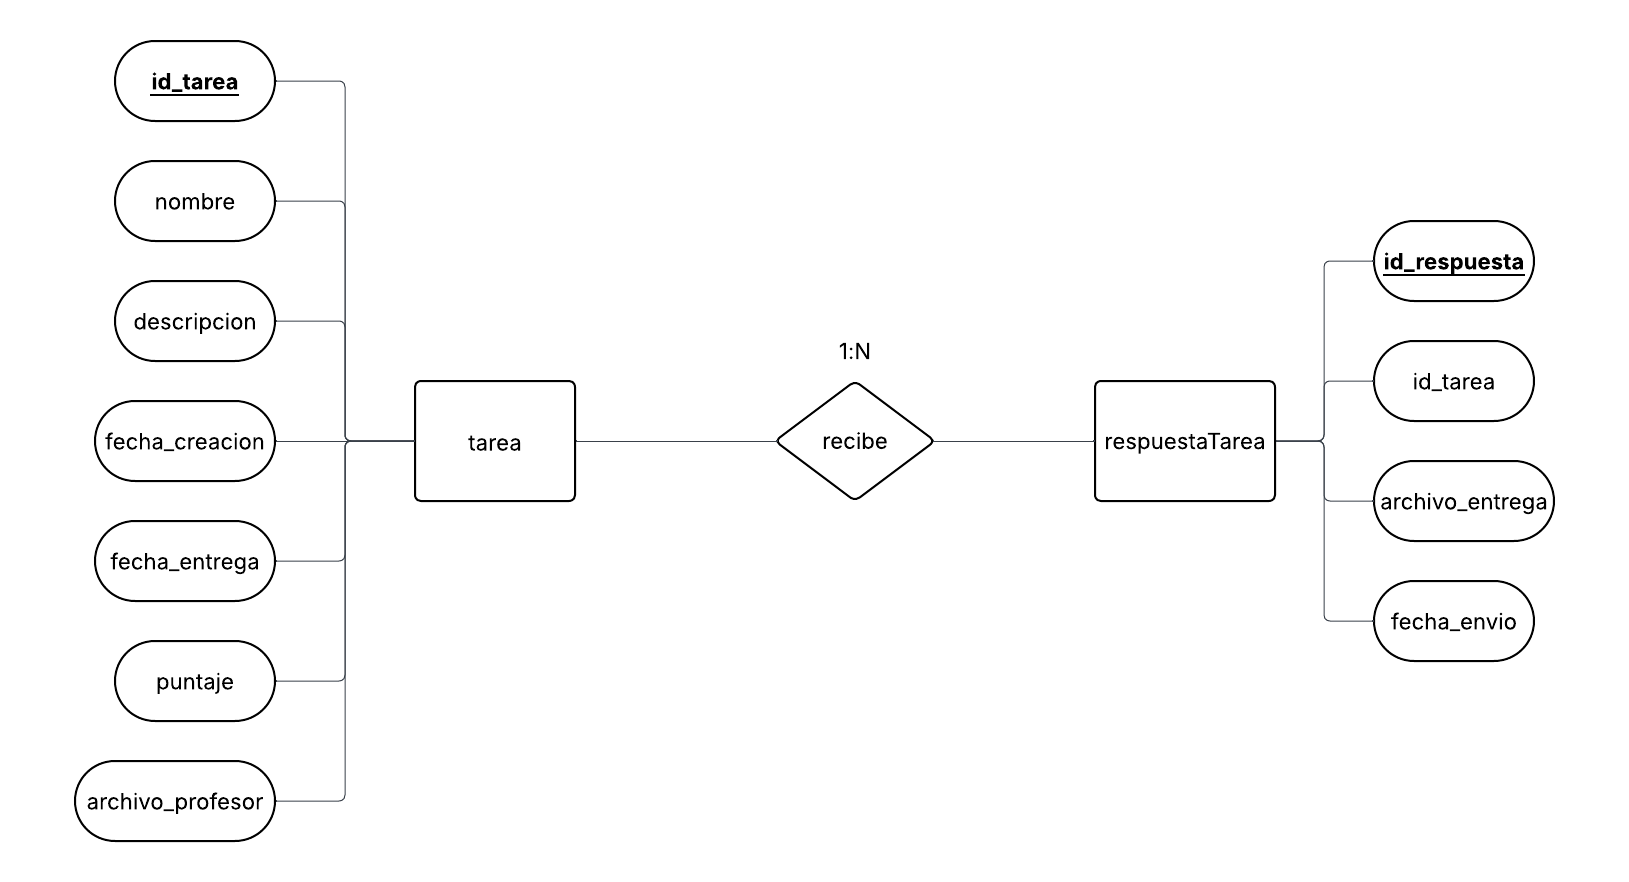 id_tarea
nombre
descripcion
fecha_creacion
fecha_entrega
puntaje
archivo_profesor
tarea
1:N
recibe
respuestaTarea
id_respuesta
id_tarea
archivo_entrega
fecha_envio